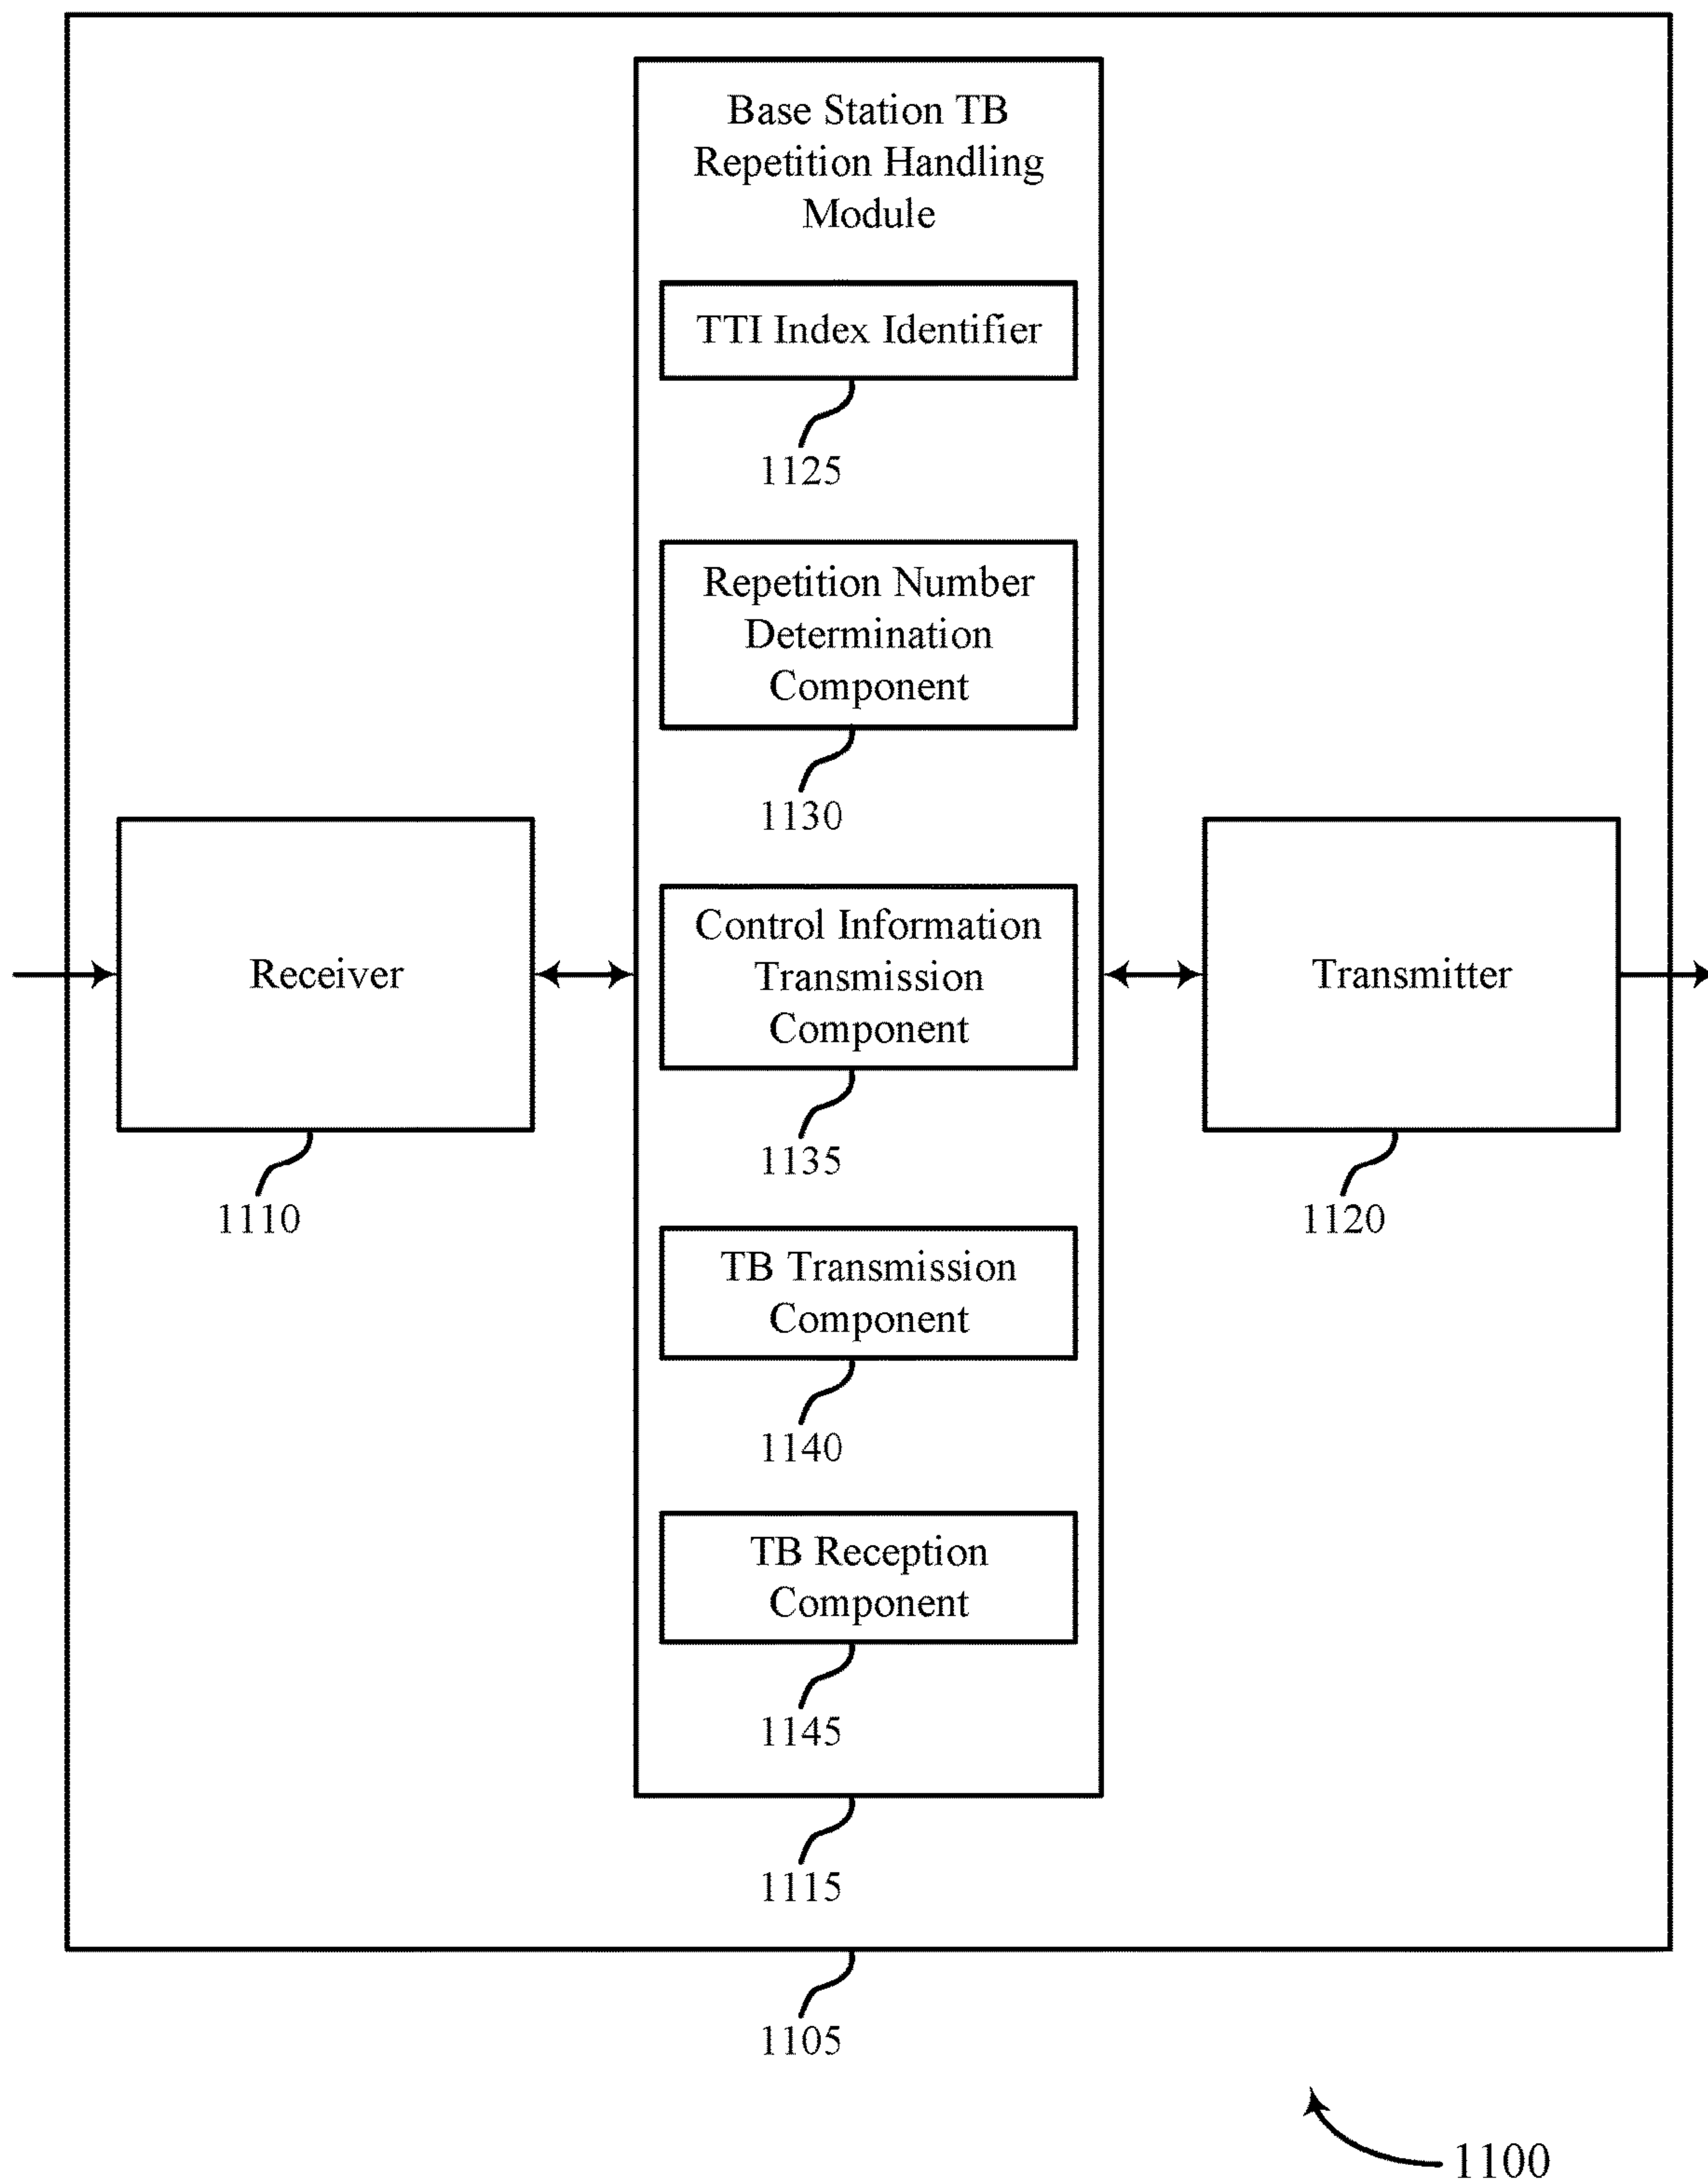 Base Station TB
Repetition Handling
Module
TTI Index Identifier
1125
Repetition Number
Determination
Component
1130
Receiver
1110
Control Information
Transmission
Component
1135
Transmitter
1120
TB Transmission
Component
1140
TB Reception
Component
1145
1115
1105
1100